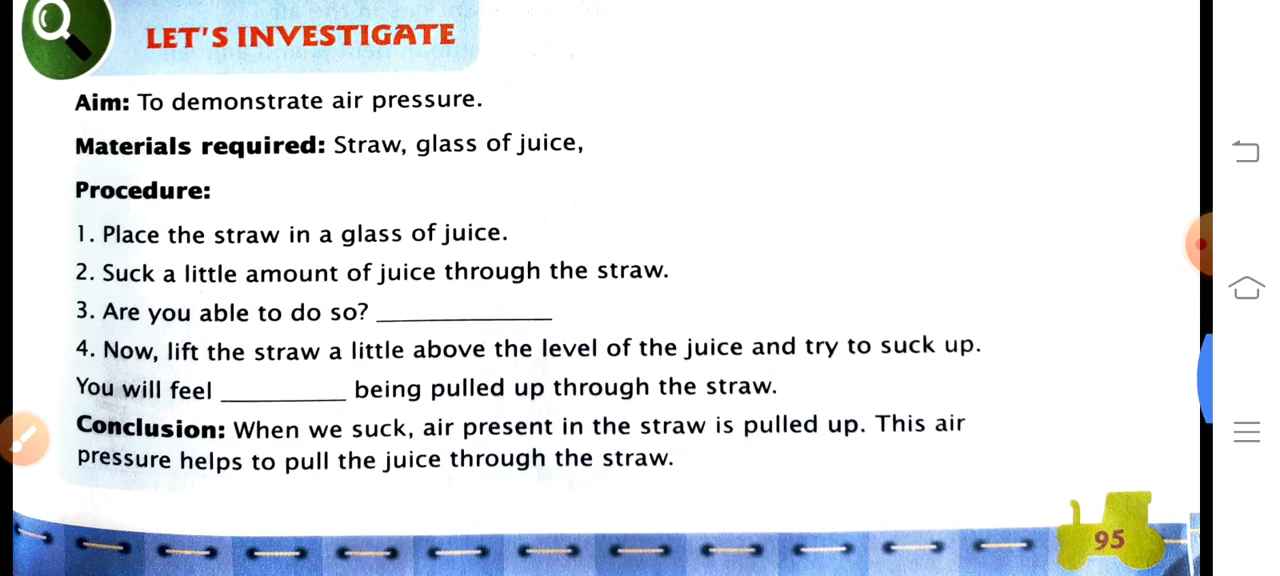 LET'S INVESTIGATE
Aim: To demonstrate air pressure.
Materials required: Straw, glass of juice,
Procedure:
1. Place the straw in a glass of juice.
2. Suck a little amount of juice through the straw.
3. Are you able to do so? ______________
4. Now, lift the straw a little above the level of the juice and try to suck up.
You will feel __________ being pulled up through the straw.
Conclusion: When we suck, air present in the straw is pulled up. This air
pressure helps to pull the juice through the straw.
95